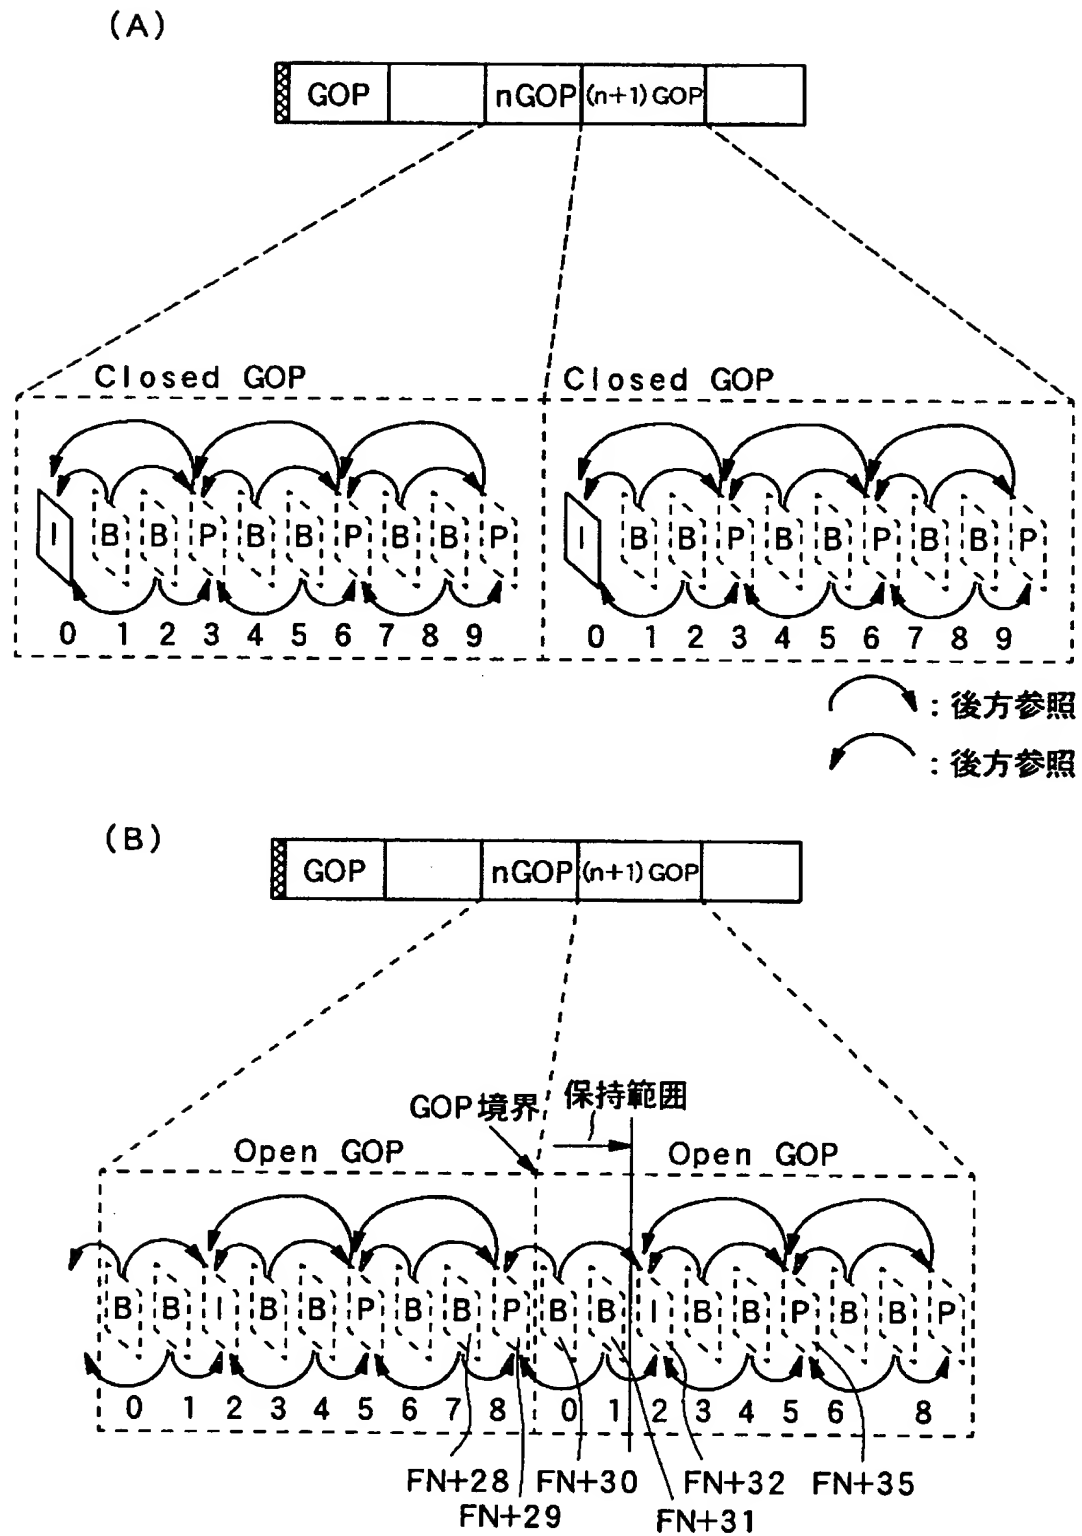 (A)
GOP nGOP (n+1)GOP
Closed GOP Closed GOP
I B B P B B P B B P I B B P B B P B B P
0 1 2 3 4 5 6 7 8 9 0 1 2 3 4 5 6 7 8 9
:後方参照
:後方参照
(B)
GOP nGOP (n+1)GOP
GOP境界 保持範囲
Open GOP Open GOP
B B I B B P B B P B B I B B P B B P
0 1 2 3 4 5 6 7 8 0 1 2 3 4 5 6 8
FN+28 FN+30 FN+32 FN+35
FN+29 FN+31